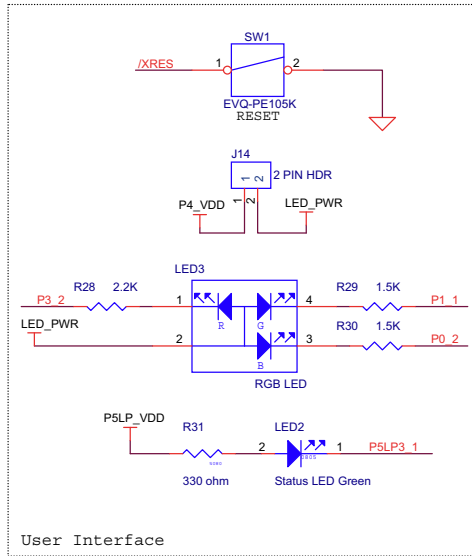 SW1
/XRES 1 2
EVQ-PE105K
RESET
J14
1 2 2 PIN HDR
P4_VDD 1 2 LED_PWR
LED3
R28 2.2K R29 1.5K
P3_2 1 4 P1_1
R G
R30 1.5K
LED_PWR 2 3 P0_2
B
RGB LED
P5LP_VDD
R31 LED2
2 1 P5LP3_1
0805
330 ohm Status LED Green
User Interface